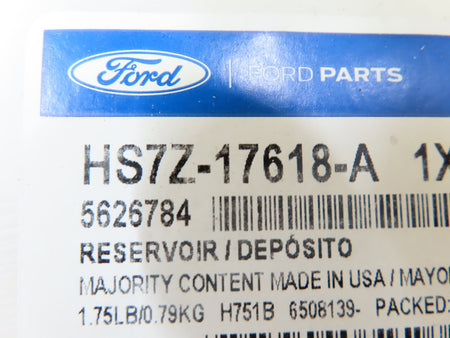 Ford | FORD PARTS
HS7Z-17618-A 1X
5626784
RESERVOIR / DEPÓSITO
MAJORITY CONTENT MADE IN USA / MAYO
1.75LB/0.79KG H751B 6508139- PACKED: